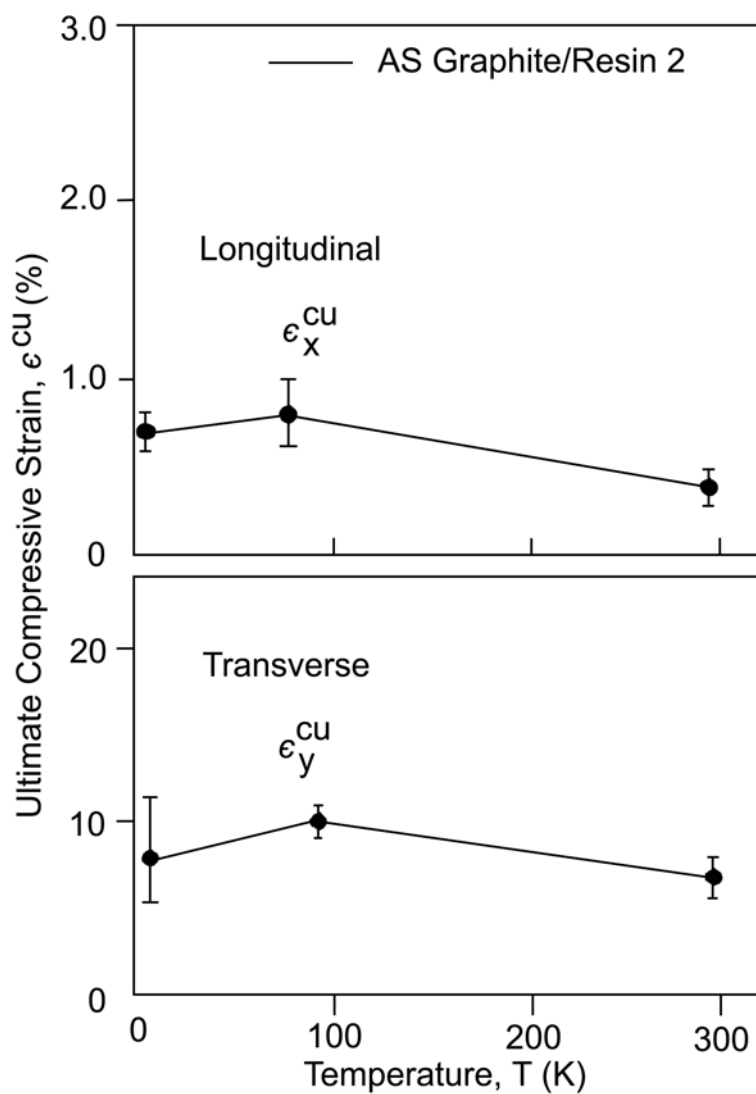 3.0
AS Graphite/Resin 2
2.0
Longitudinal
ϵ_x^cu
1.0
0
Ultimate Compressive Strain, ϵ^cu (%)
20
Transverse
ϵ_y^cu
10
0
0 100 200 300
Temperature, T (K)